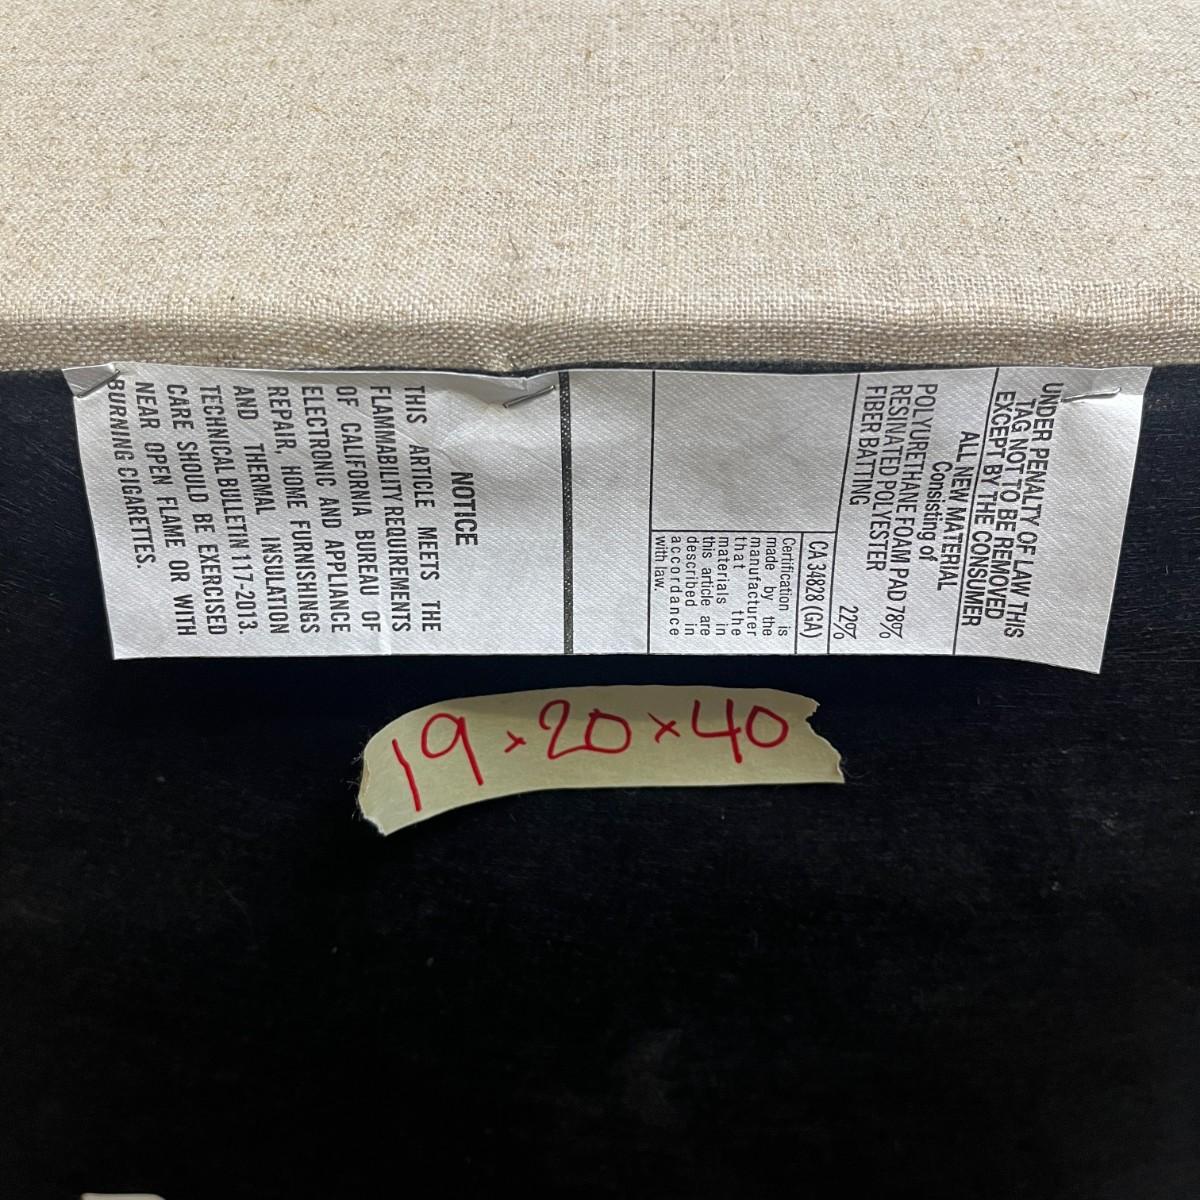 UNDER PENALTY OF LAW THIS
TAG NOT TO BE REMOVED
EXCEPT BY THE CONSUMER
ALL NEW MATERIAL
Consisting of
POLYURETHANE FOAM PAD 78%
RESINATED POLYESTER
FIBER BATTING 22%
CA 34828 (GA)
Certification is
made by the
manufacturer
that the
materials in
this article are
described in
accordance
with law.
NOTICE
THIS ARTICLE MEETS THE
FLAMMABILITY REQUIREMENTS
OF CALIFORNIA BUREAU OF
ELECTRONIC AND APPLIANCE
REPAIR, HOME FURNISHINGS
AND THERMAL INSULATION
TECHNICAL BULLETIN 117-2013.
CARE SHOULD BE EXERCISED
NEAR OPEN FLAME OR WITH
BURNING CIGARETTES.
19 x 20 x 40